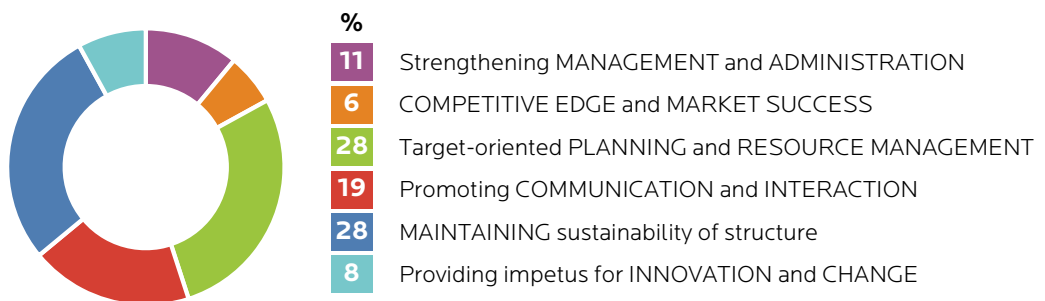 %
11 Strengthening MANAGEMENT and ADMINISTRATION
6 COMPETITIVE EDGE and MARKET SUCCESS
28 Target-oriented PLANNING and RESOURCE MANAGEMENT
19 Promoting COMMUNICATION and INTERACTION
28 MAINTAINING sustainability of structure
8 Providing impetus for INNOVATION and CHANGE